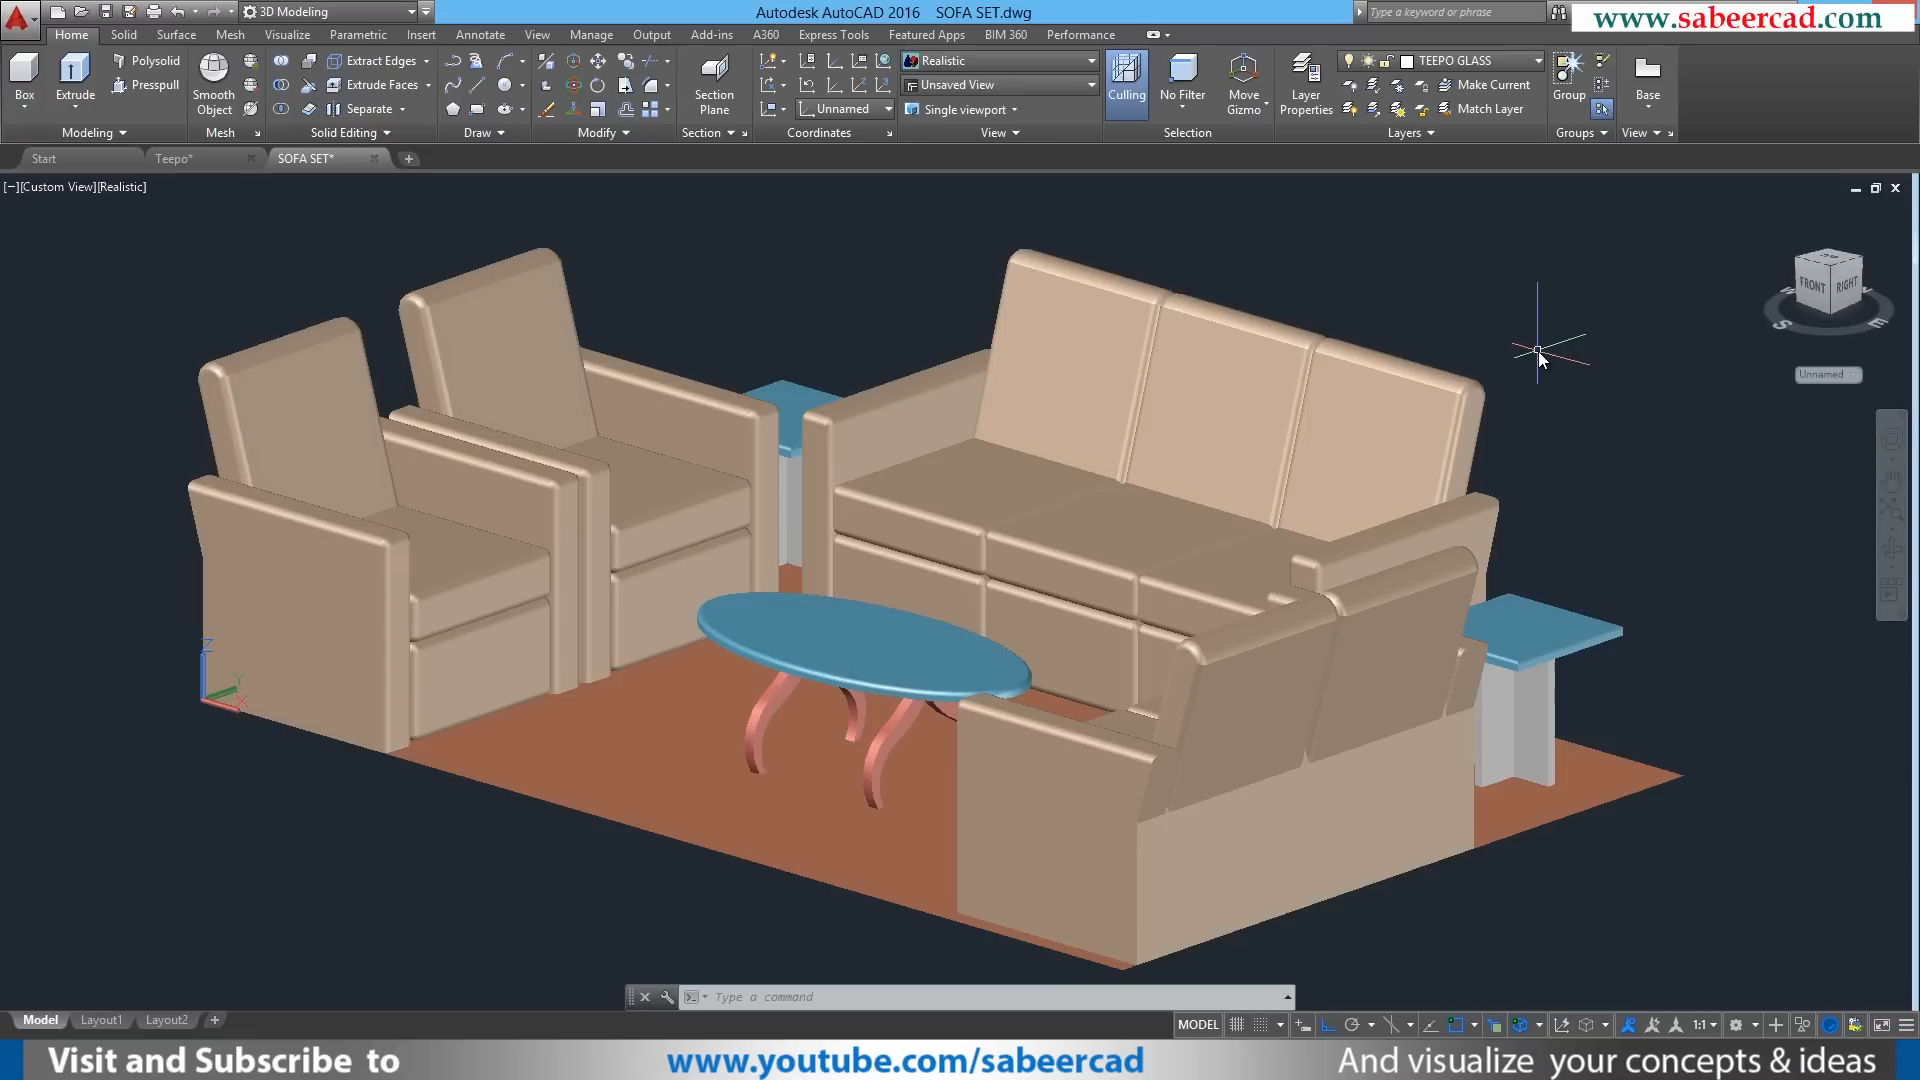 3D Modeling
Autodesk AutoCAD 2016 SOFA SET.dwg
Type a keyword or phrase
www.sabeercad.com
Home Solid Surface Mesh Visualize Parametric Insert Annotate View Manage Output Add-ins A360 Express Tools Featured Apps BIM 360 Performance
Polysolid
Presspull
Extract Edges
Extrude Faces
Separate
Realistic
Unsaved View
Single viewport
TEEPO GLASS
Make Current
Match Layer
Unnamed
Box
Extrude
Smooth Object
Section Plane
Culling
No Filter
Move Gizmo
Layer Properties
Group
Base
Modeling Mesh Solid Editing Draw Modify Section Coordinates View Selection Layers Groups View
Start Teepo* SOFA SET*
[−][Custom View][Realistic]
FRONT RIGHT
S E
Unnamed
Z
Y
X
Type a command
Model Layout1 Layout2
MODEL
1:1
Visit and Subscribe to www.youtube.com/sabeercad And visualize your concepts & ideas